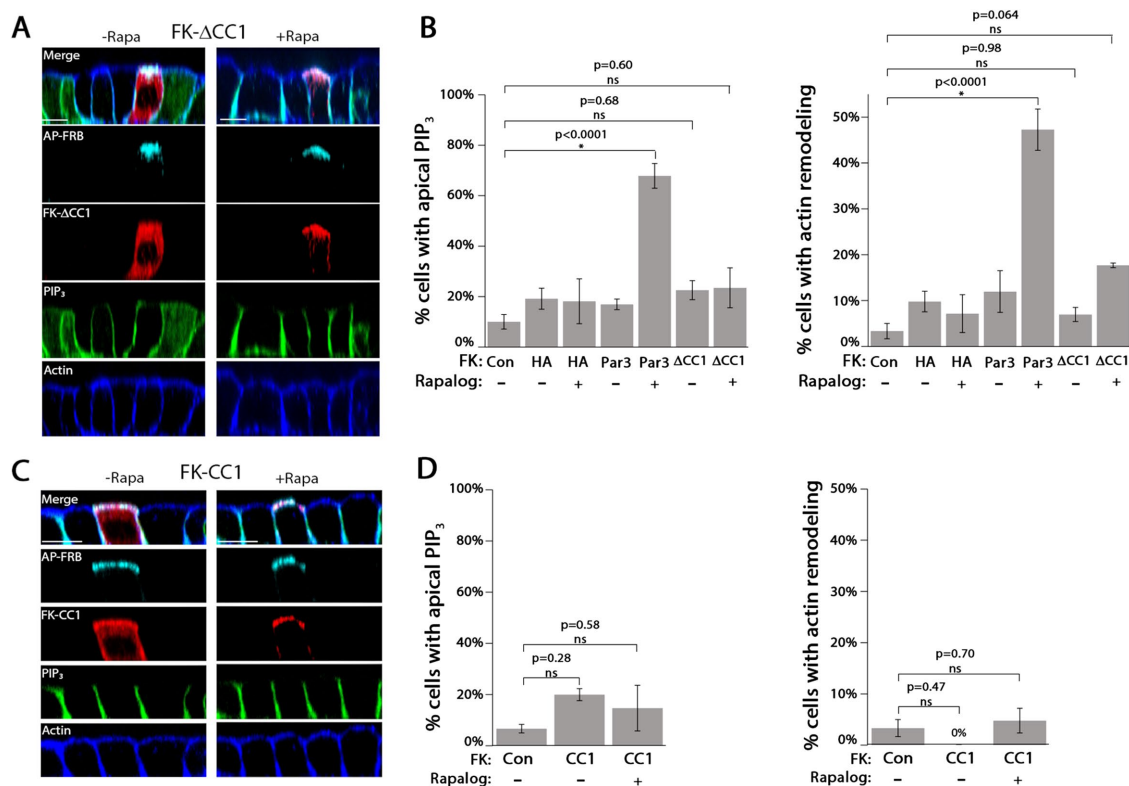 A
FK-ΔCC1
-Rapa
+Rapa
Merge
AP-FRB
FK-ΔCC1
PIP₃
Actin
B
% cells with apical PIP₃
100%
80%
60%
40%
20%
0%
p=0.60
ns
p=0.68
ns
p<0.0001
*
FK: Con HA HA Par3 Par3 ΔCC1 ΔCC1
Rapalog: – – + – + – +
% cells with actin remodeling
50%
40%
30%
20%
10%
0%
p=0.064
ns
p=0.98
ns
p<0.0001
*
FK: Con HA HA Par3 Par3 ΔCC1 ΔCC1
Rapalog: – – + – + – +
C
FK-CC1
-Rapa
+Rapa
Merge
AP-FRB
FK-CC1
PIP₃
Actin
D
% cells with apical PIP₃
100%
80%
60%
40%
20%
0%
p=0.58
ns
p=0.28
ns
FK: Con CC1 CC1
Rapalog: – – +
% cells with actin remodeling
50%
40%
30%
20%
10%
0%
p=0.70
ns
p=0.47
ns
0%
FK: Con CC1 CC1
Rapalog: – – +